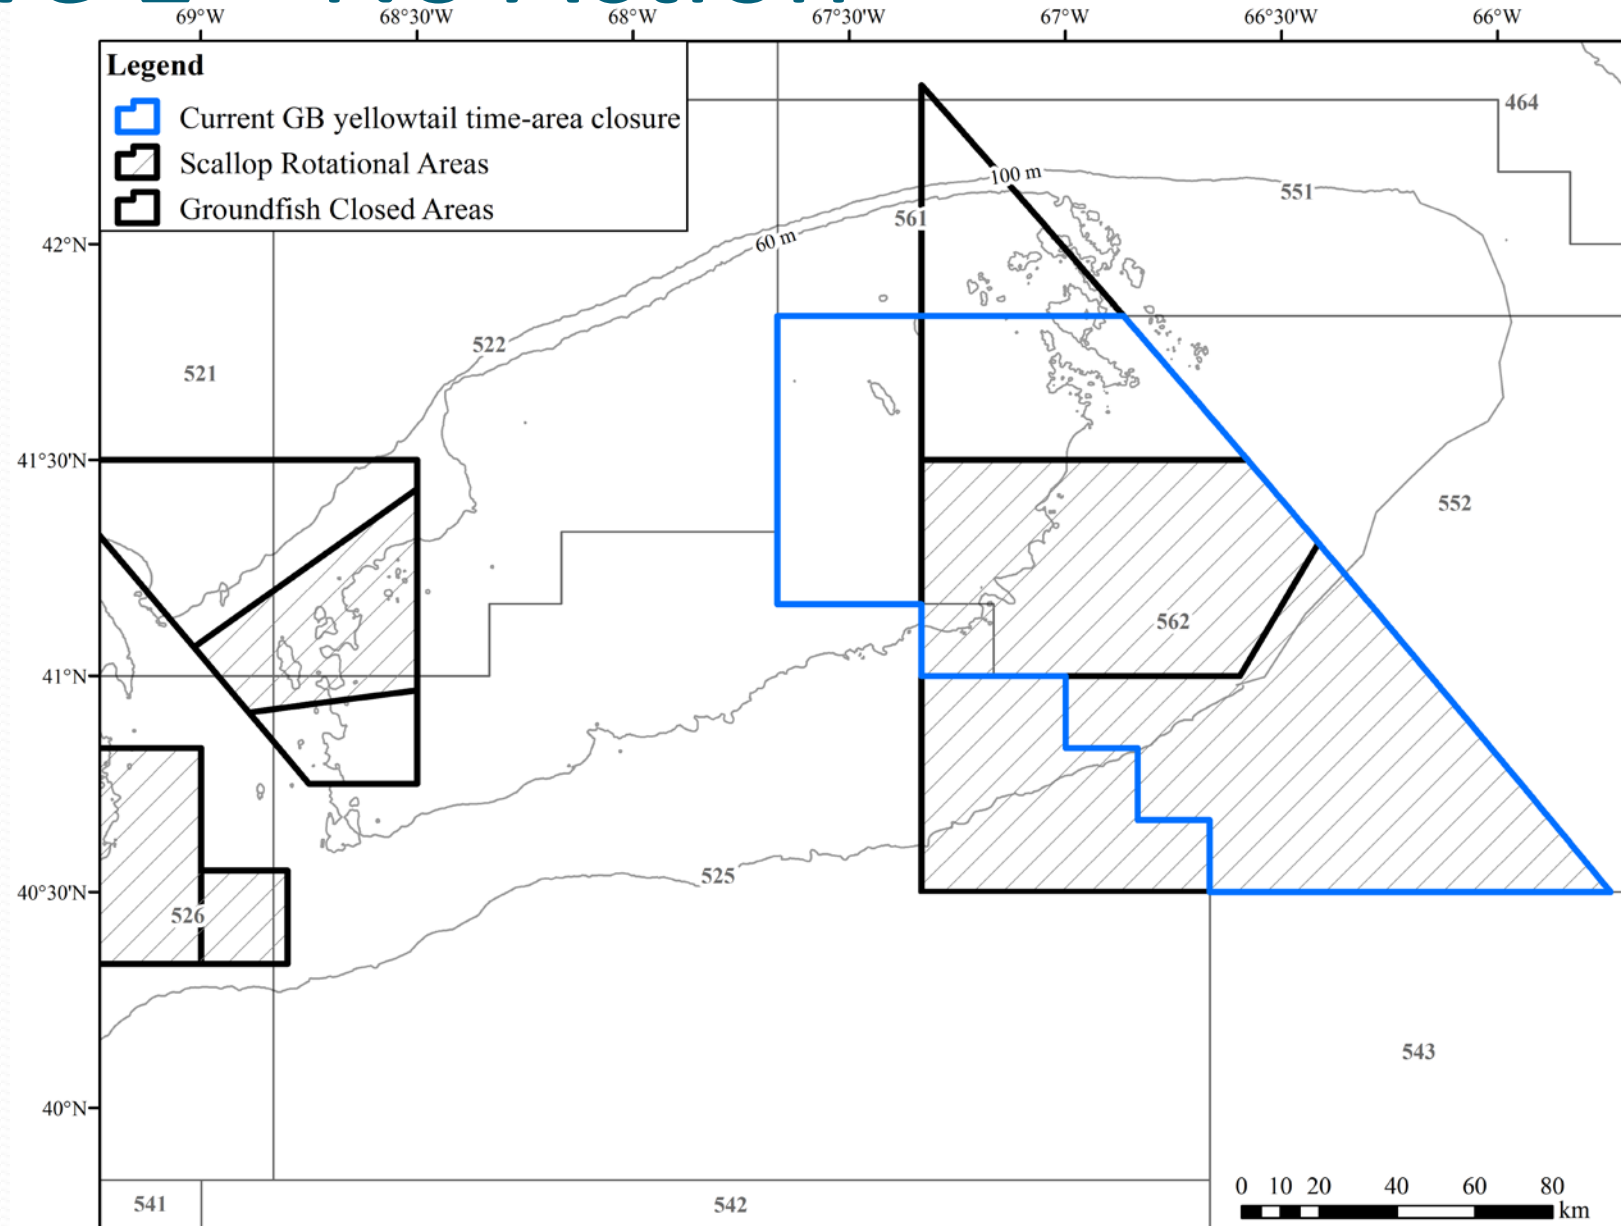 69°W 68°30'W 68°W 67°30'W 67°W 66°30'W 66°W
Legend
Current GB yellowtail time-area closure
Scallop Rotational Areas
Groundfish Closed Areas
464
100 m
551
561
60 m
42°N
522
521
41°30'N
552
562
41°N
525
40°30'N
526
543
40°N
541
542
0 10 20 40 60 80
km